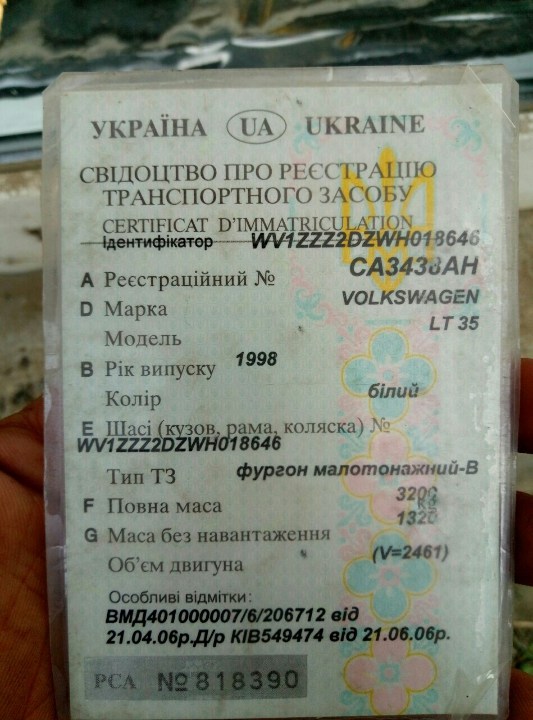 УКРАЇНА UA UKRAINE
СВІДОЦТВО ПРО РЕЄСТРАЦІЮ
ТРАНСПОРТНОГО ЗАСОБУ
CERTIFICAT D'IMMATRICULATION
Ідентифікатор WV1ZZZ2DZWH018646
A Реєстраційний № CA3438AH
D Марка VOLKSWAGEN
Модель LT 35
B Рік випуску 1998
Колір білий
E Шасі (кузов, рама, коляска) №
WV1ZZZ2DZWH018646
Тип ТЗ фургон малотонажний-В
F Повна маса 3200
G Маса без навантаження 1320
Об'єм двигуна (V=2461)
Особливі відмітки:
ВМД401000007/6/206712 від
21.04.06р.Д/р КІВ549474 від 21.06.06р.
РСА № 818390